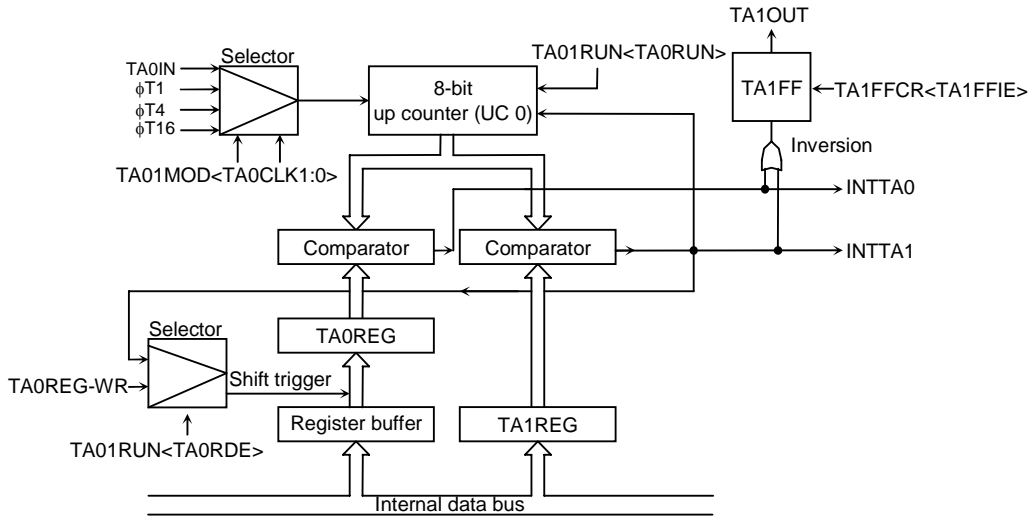 TA1OUT
Selector
TA01RUN<TA0RUN>
TA0IN
ϕT1
ϕT4
ϕT16
8-bit
up counter (UC 0)
TA1FF
TA1FFCR<TA1FFIE>
TA01MOD<TA0CLK1:0>
Inversion
INTTA0
Comparator
Comparator
INTTA1
Selector
TA0REG
TA0REG-WR
Shift trigger
Register buffer
TA1REG
TA01RUN<TA0RDE>
Internal data bus